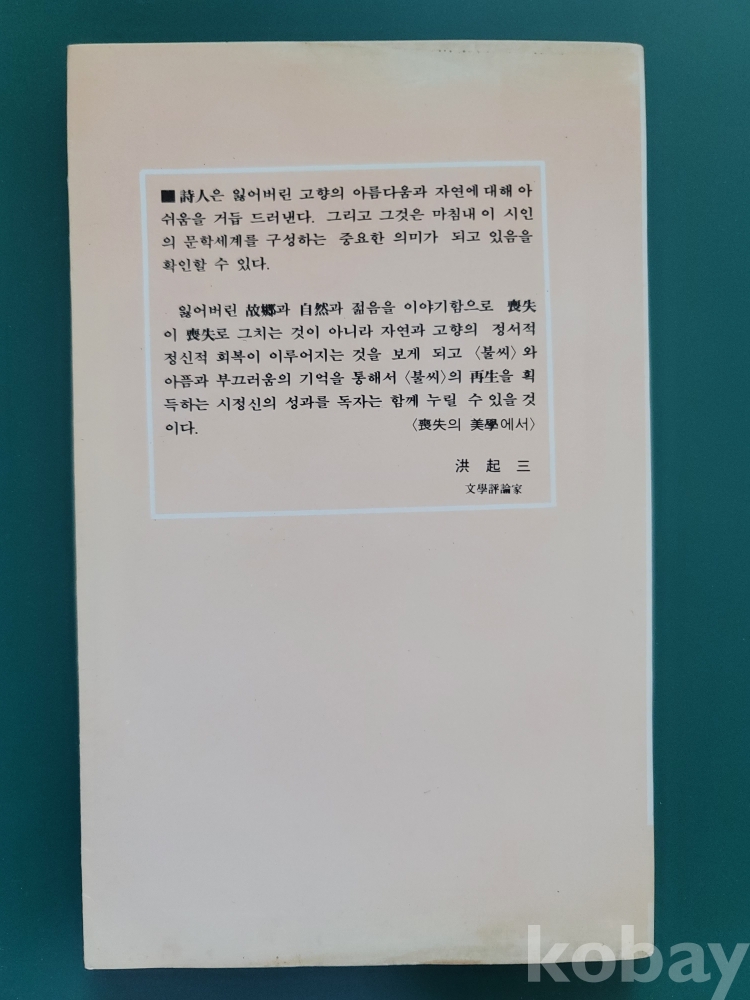 ■詩人은 잃어버린 고향의 아름다움과 자연에 대해 아
쉬움을 거듭 드러낸다. 그리고 그것은 마침내 이 시인
의 문학세계를 구성하는 중요한 의미가 되고 있음을
확인할 수 있다.
잃어버린 故鄕과 自然과 젊음을 이야기함으로 喪失
이 喪失로 그치는 것이 아니라 자연과 고향의 정서적
정신적 회복이 이루어지는 것을 보게 되고 〈불씨〉와
아픔과 부끄러움의 기억을 통해서 〈불씨〉의 再生을 획
득하는 시정신의 성과를 독자는 함께 누릴 수 있을 것
이다. 〈喪失의 美學에서〉
洪 起 三
文學評論家
kobay